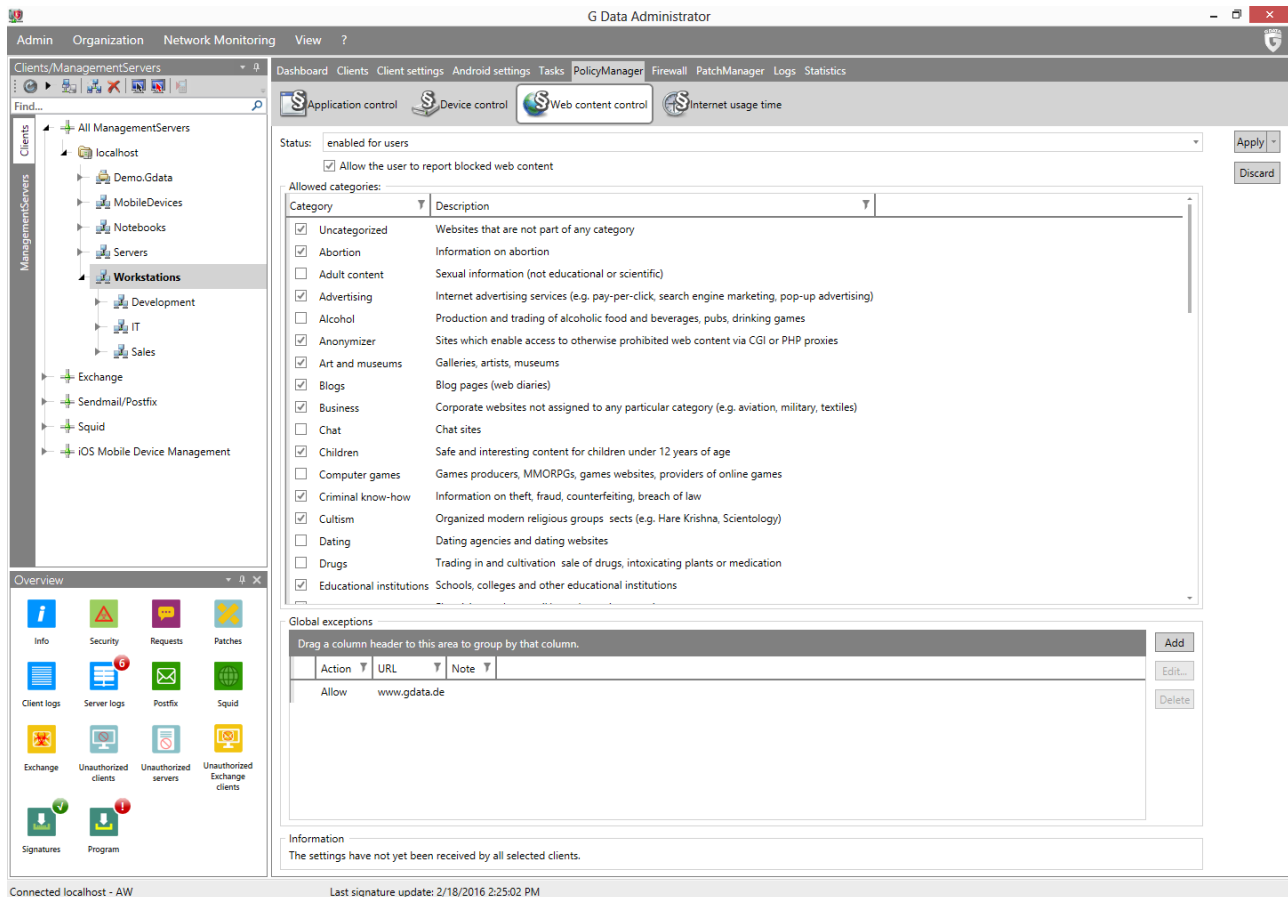 G Data Administrator
Admin Organization Network Monitoring View ?
G DATA
Clients/ManagementServers
Find...
Clients
ManagementServers
All ManagementServers
localhost
Demo.Gdata
MobileDevices
Notebooks
Servers
Workstations
Development
IT
Sales
Exchange
Sendmail/Postfix
Squid
iOS Mobile Device Management
Overview
Info Security Requests Patches
6
Client logs Server logs Postfix Squid
Exchange Unauthorized clients Unauthorized servers Unauthorized Exchange clients
Signatures Program
Dashboard Clients Client settings Android settings Tasks PolicyManager Firewall PatchManager Logs Statistics
Application control Device control Web content control Internet usage time
Status: enabled for users
Allow the user to report blocked web content
Apply
Discard
Allowed categories:
Category Description
Uncategorized Websites that are not part of any category
Abortion Information on abortion
Adult content Sexual information (not educational or scientific)
Advertising Internet advertising services (e.g. pay-per-click, search engine marketing, pop-up advertising)
Alcohol Production and trading of alcoholic food and beverages, pubs, drinking games
Anonymizer Sites which enable access to otherwise prohibited web content via CGI or PHP proxies
Art and museums Galleries, artists, museums
Blogs Blog pages (web diaries)
Business Corporate websites not assigned to any particular category (e.g. aviation, military, textiles)
Chat Chat sites
Children Safe and interesting content for children under 12 years of age
Computer games Games producers, MMORPGs, games websites, providers of online games
Criminal know-how Information on theft, fraud, counterfeiting, breach of law
Cultism Organized modern religious groups sects (e.g. Hare Krishna, Scientology)
Dating Dating agencies and dating websites
Drugs Trading in and cultivation sale of drugs, intoxicating plants or medication
Educational institutions Schools, colleges and other educational institutions
Global exceptions
Drag a column header to this area to group by that column.
Action URL Note
Allow www.gdata.de
Add
Edit...
Delete
Information
The settings have not yet been received by all selected clients.
Connected localhost - AW
Last signature update: 2/18/2016 2:25:02 PM